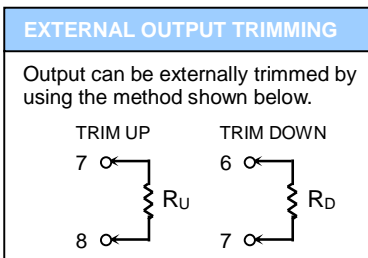 EXTERNAL OUTPUT TRIMMING
Output can be externally trimmed by
using the method shown below.
TRIM UP TRIM DOWN
7 6
RU RD
8 7